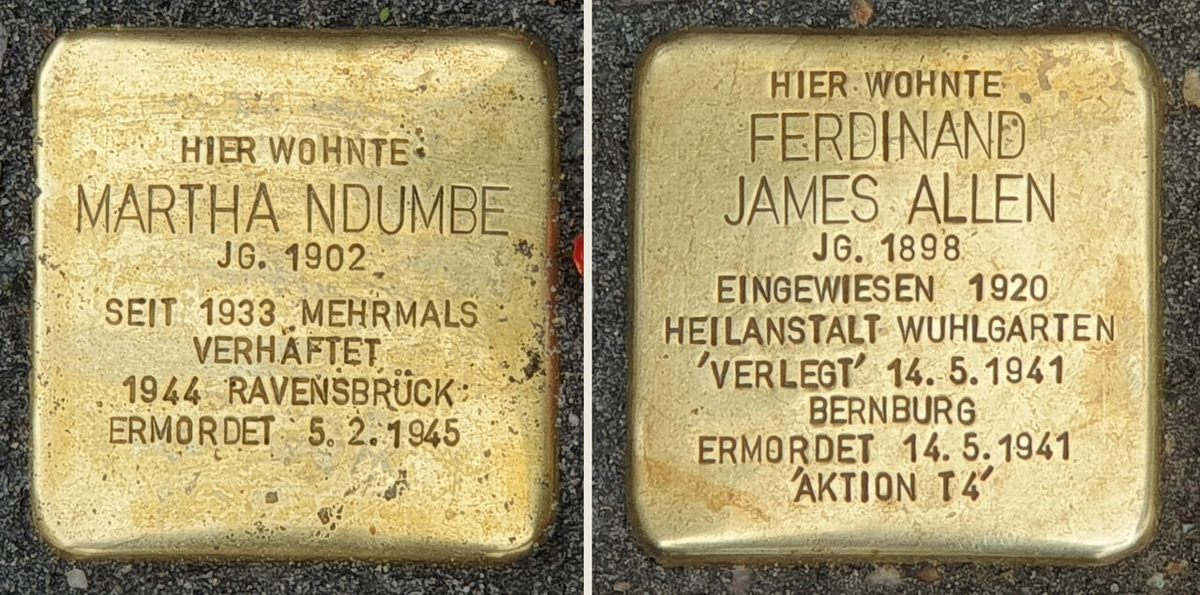 HIER WOHNTE
MARTHA NDUMBE
JG. 1902
SEIT 1933 MEHRMALS
VERHAFTET
1944 RAVENSBRÜCK
ERMORDET 5.2.1945
HIER WOHNTE
FERDINAND
JAMES ALLEN
JG. 1898
EINGEWIESEN 1920
HEILANSTALT WUHLGARTEN
'VERLEGT' 14.5.1941
BERNBURG
ERMORDET 14.5.1941
'AKTION T4'